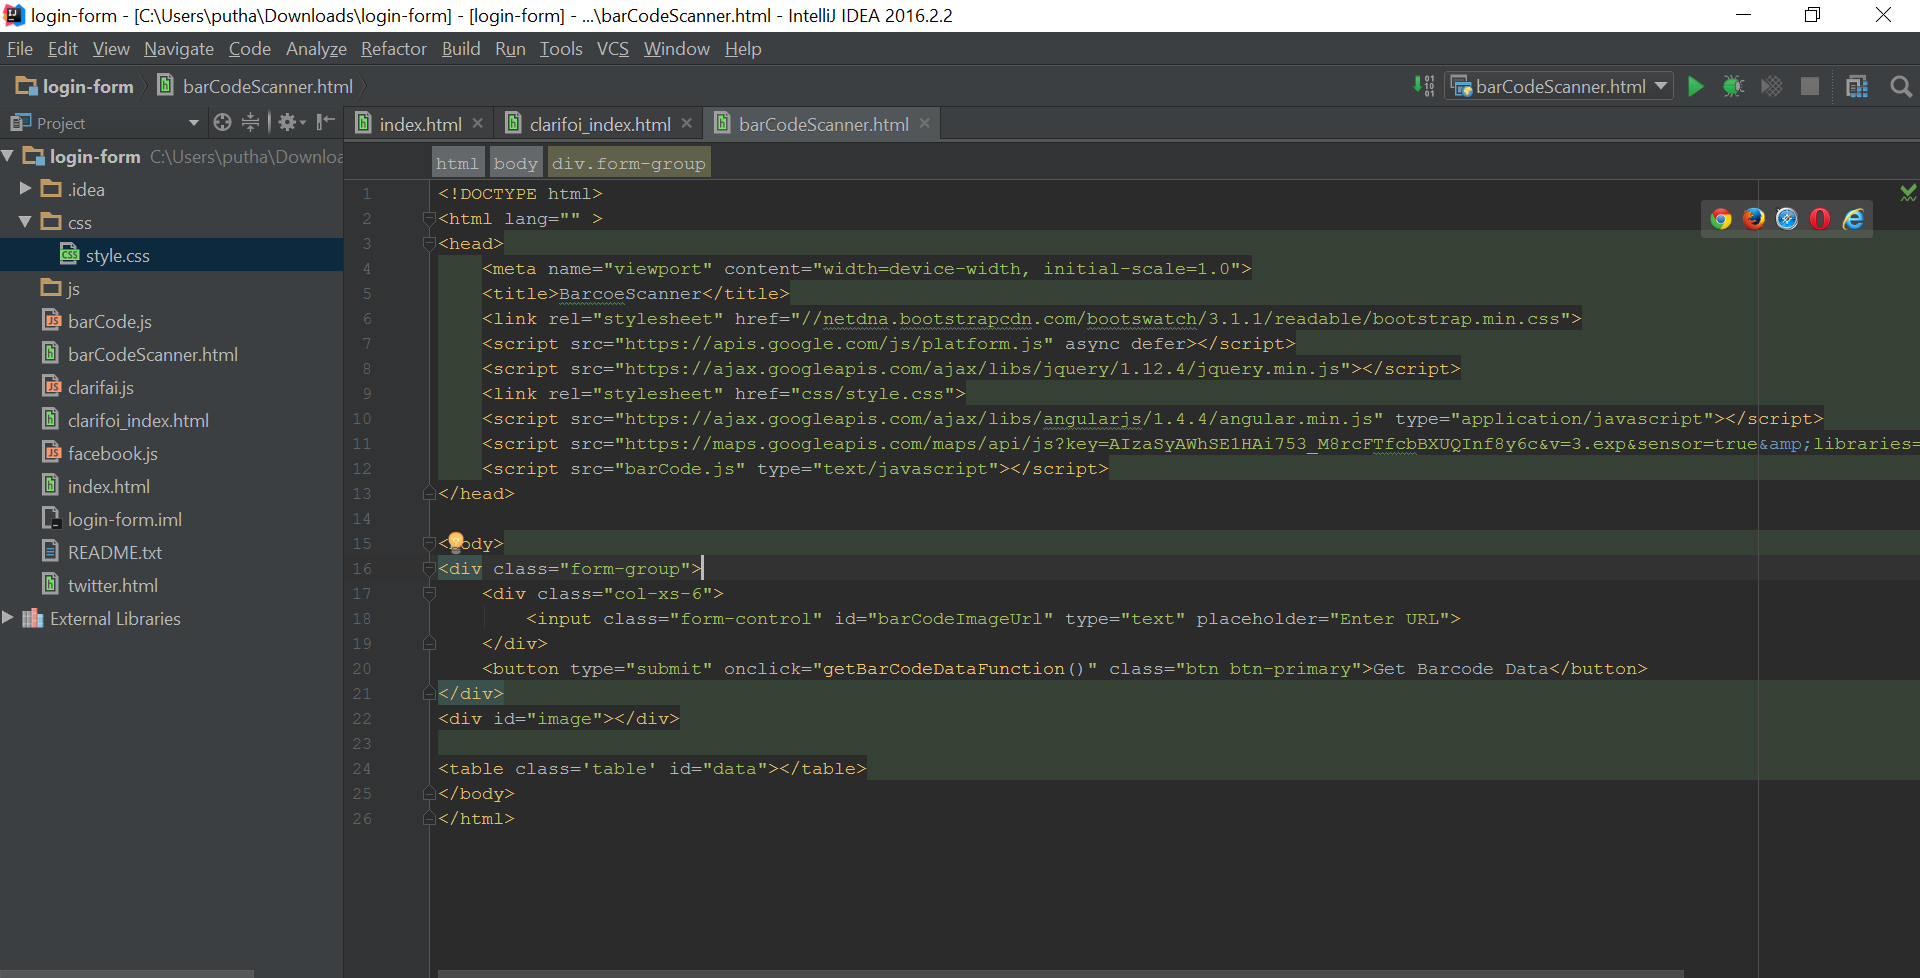 login-form - [C:\Users\putha\Downloads\login-form] - [login-form] - ...\barCodeScanner.html - IntelliJ IDEA 2016.2.2
File Edit View Navigate Code Analyze Refactor Build Run Tools VCS Window Help
login-form barCodeScanner.html barCodeScanner.html
Project index.html clarifoi_index.html barCodeScanner.html
login-form C:\Users\putha\Downloa
.idea
css
style.css
js
barCode.js
barCodeScanner.html
clarifai.js
clarifoi_index.html
facebook.js
index.html
login-form.iml
README.txt
twitter.html
External Libraries
html body div.form-group
1 <!DOCTYPE html>
2 <html lang="" >
3 <head>
4 <meta name="viewport" content="width=device-width, initial-scale=1.0">
5 <title>BarcoeScanner</title>
6 <link rel="stylesheet" href="//netdna.bootstrapcdn.com/bootswatch/3.1.1/readable/bootstrap.min.css">
7 <script src="https://apis.google.com/js/platform.js" async defer></script>
8 <script src="https://ajax.googleapis.com/ajax/libs/jquery/1.12.4/jquery.min.js"></script>
9 <link rel="stylesheet" href="css/style.css">
10 <script src="https://ajax.googleapis.com/ajax/libs/angularjs/1.4.4/angular.min.js" type="application/javascript"></script>
11 <script src="https://maps.googleapis.com/maps/api/js?key=AIzaSyAWhSE1HAi753_M8rcFTfcbBXUQInf8y6c&v=3.exp&sensor=true&amp;libraries=
12 <script src="barCode.js" type="text/javascript"></script>
13 </head>
14
15 <body>
16 <div class="form-group">
17 <div class="col-xs-6">
18 <input class="form-control" id="barCodeImageUrl" type="text" placeholder="Enter URL">
19 </div>
20 <button type="submit" onclick="getBarCodeDataFunction()" class="btn btn-primary">Get Barcode Data</button>
21 </div>
22 <div id="image"></div>
23
24 <table class='table' id="data"></table>
25 </body>
26 </html>